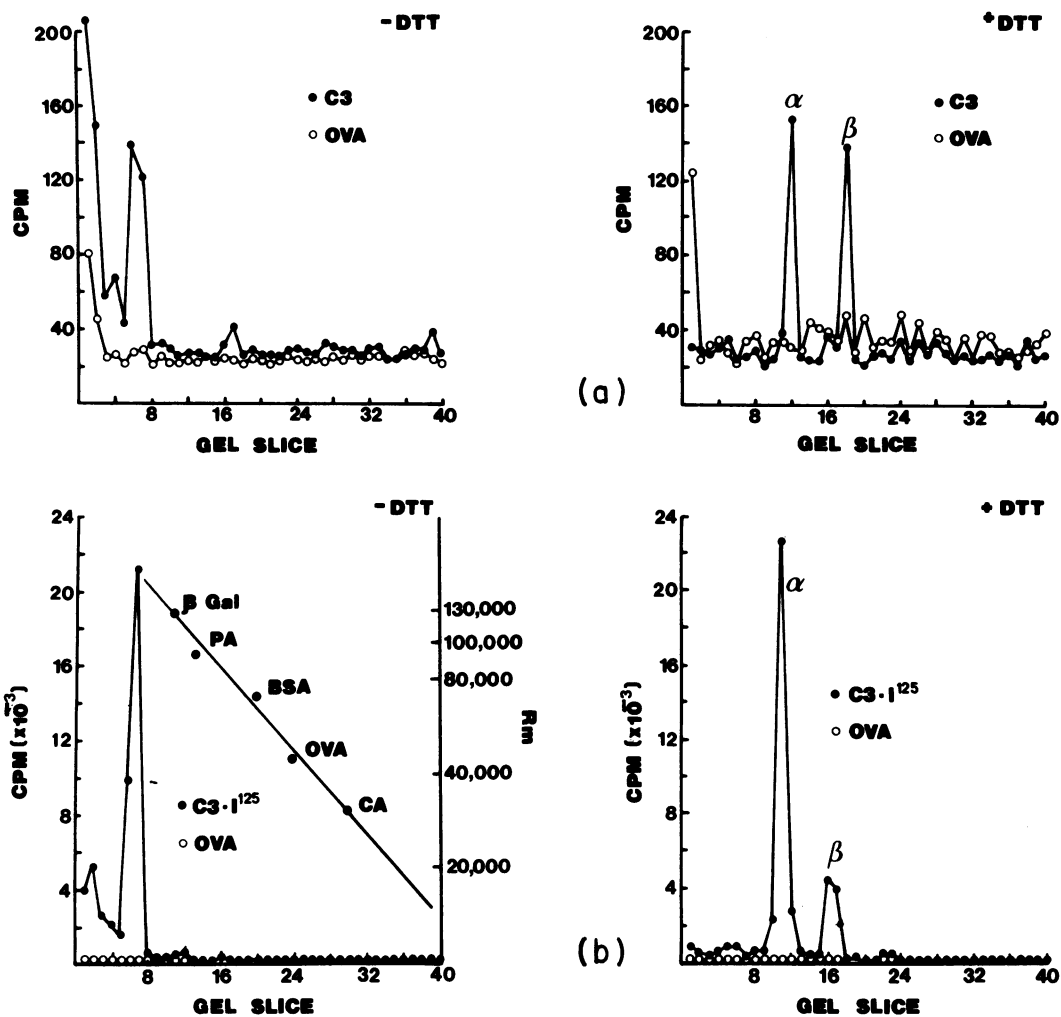 -DTT
200
160
120
80
40
CPM
• C3
○ OVA
8 16 24 32 40
GEL SLICE
+DTT
200
160
120
80
40
CPM
α
β
• C3
○ OVA
8 16 24 32 40
GEL SLICE
(a)
-DTT
24
20
16
12
8
4
CPM (x10⁻³)
β Gal
PA
BSA
OVA
CA
• C3·I¹²⁵
○ OVA
130,000
100,000
80,000
40,000
20,000
Rm
8 16 24 32 40
GEL SLICE
+ DTT
24
20
16
12
8
4
CPM (x10⁻³)
α
β
• C3·I¹²⁵
○ OVA
8 16 24 32 40
GEL SLICE
(b)